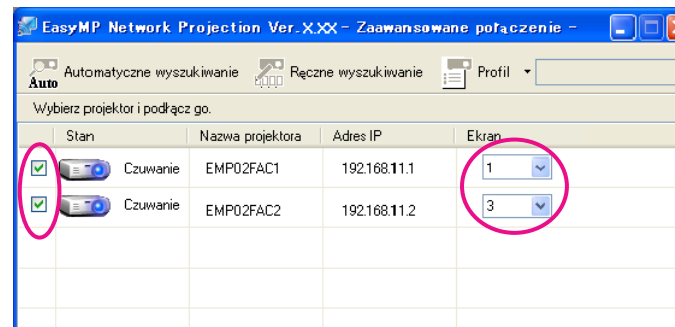 EasyMP Network Projection Ver.X.XX - Zaawansowane połączenie -
Auto Automatyczne wyszukiwanie Ręczne wyszukiwanie Profil
Wybierz projektor i podłącz go.
Stan Nazwa projektora Adres IP Ekran
Czuwanie EMP02FAC1 192.168.11.1 1
Czuwanie EMP02FAC2 192.168.11.2 3